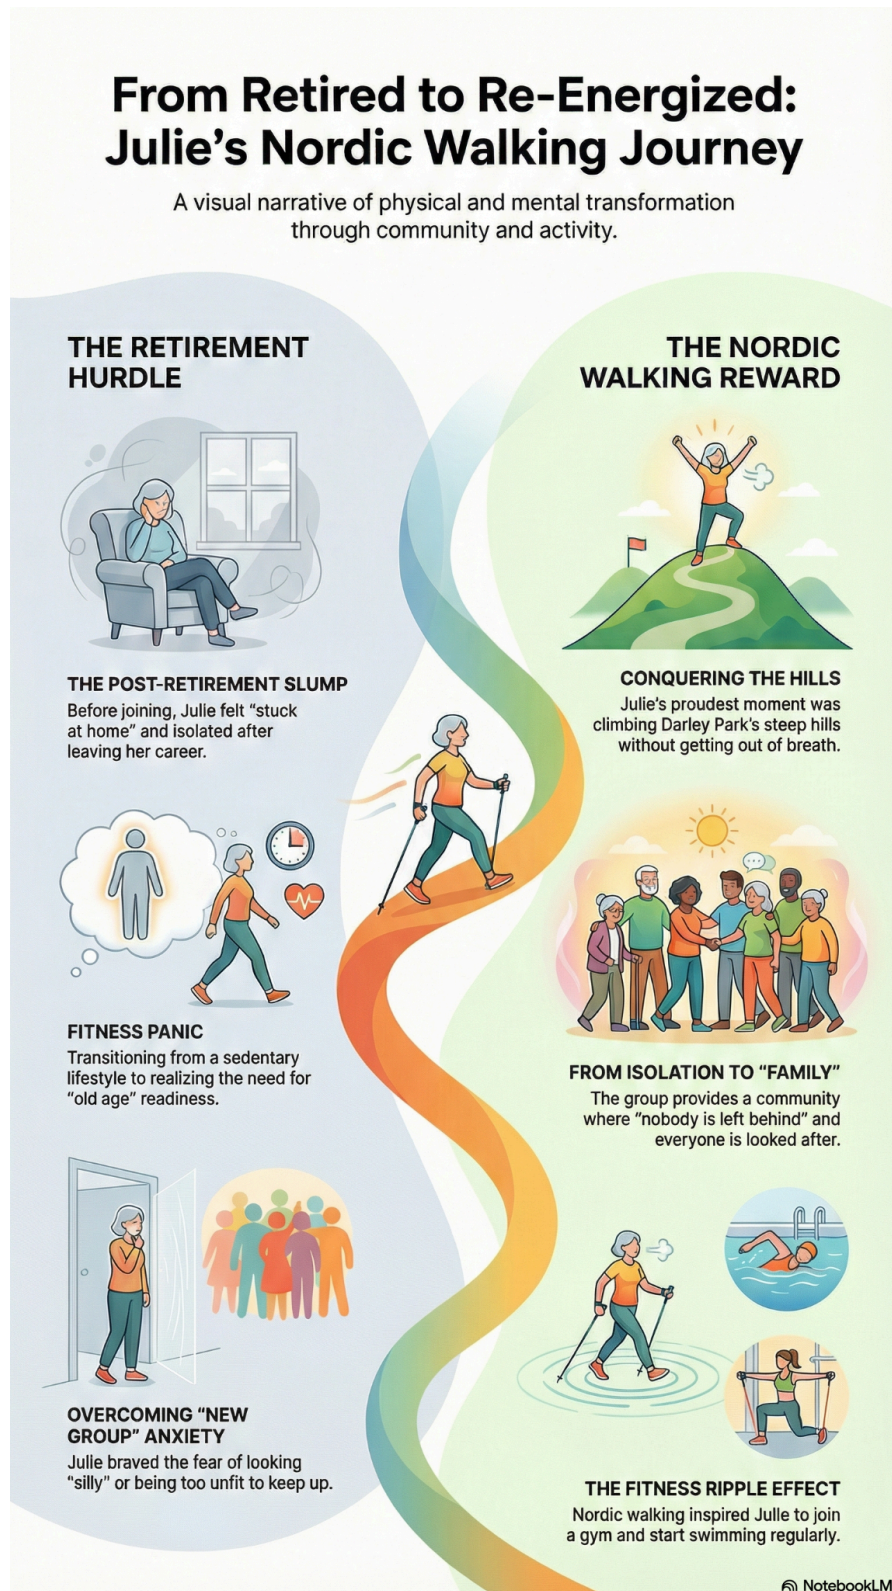 From Retired to Re-Energized:
Julie's Nordic Walking Journey
A visual narrative of physical and mental transformation
through community and activity.
THE RETIREMENT
HURDLE
THE POST-RETIREMENT SLUMP
Before joining, Julie felt "stuck
at home" and isolated after
leaving her career.
FITNESS PANIC
Transitioning from a sedentary
lifestyle to realizing the need for
"old age" readiness.
OVERCOMING "NEW
GROUP" ANXIETY
Julie braved the fear of looking
"silly" or being too unfit to keep up.
THE NORDIC
WALKING REWARD
CONQUERING THE HILLS
Julie's proudest moment was
climbing Darley Park's steep hills
without getting out of breath.
FROM ISOLATION TO "FAMILY"
The group provides a community
where "nobody is left behind" and
everyone is looked after.
THE FITNESS RIPPLE EFFECT
Nordic walking inspired Julle to join
a gym and start swimming regularly.
NotebookLM